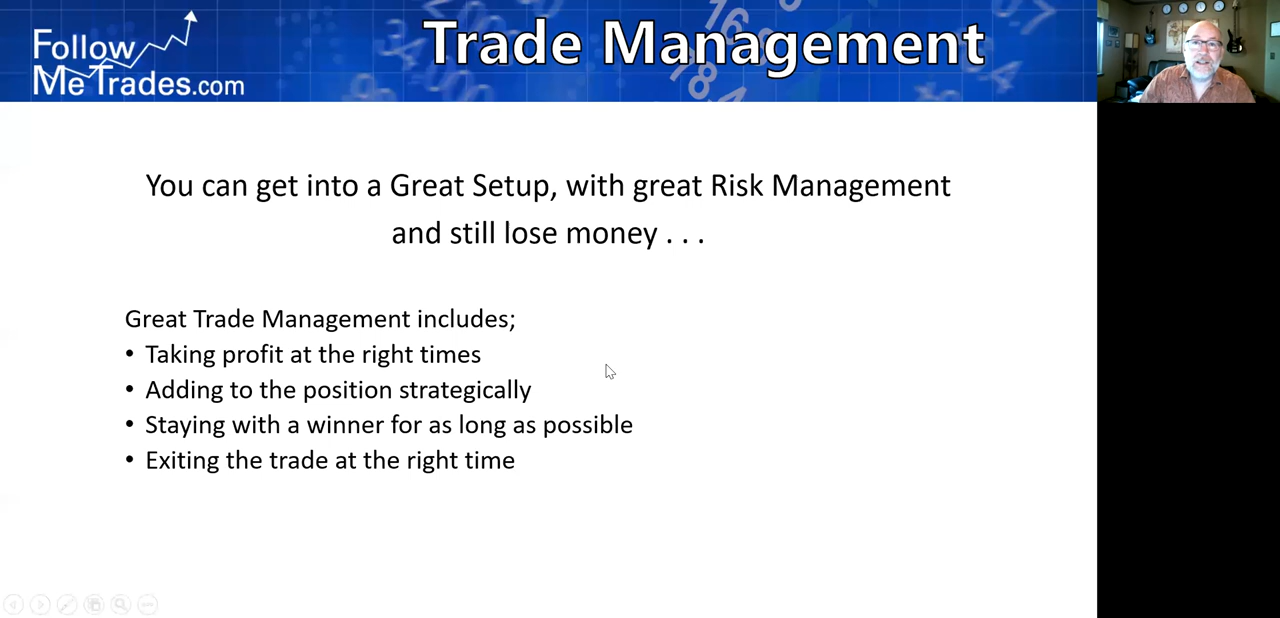 Follow
Me Trades.com
Trade Management
You can get into a Great Setup, with great Risk Management
and still lose money . . .
Great Trade Management includes;
• Taking profit at the right times
• Adding to the position strategically
• Staying with a winner for as long as possible
• Exiting the trade at the right time